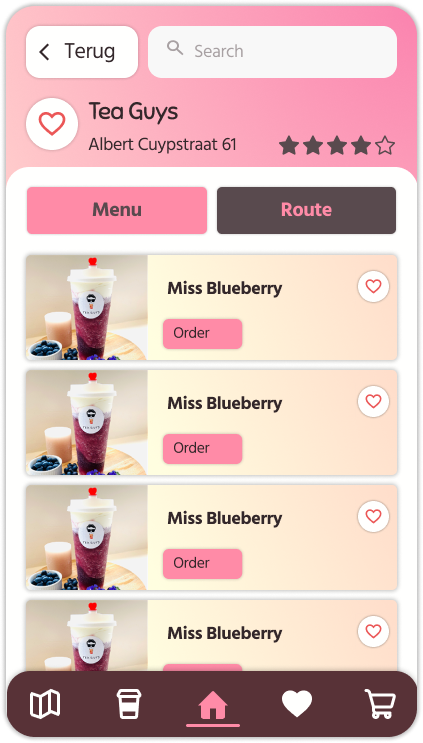 Terug
Search
Tea Guys
Albert Cuypstraat 61
Menu
Route
Miss Blueberry
Order
Miss Blueberry
Order
Miss Blueberry
Order
Miss Blueberry